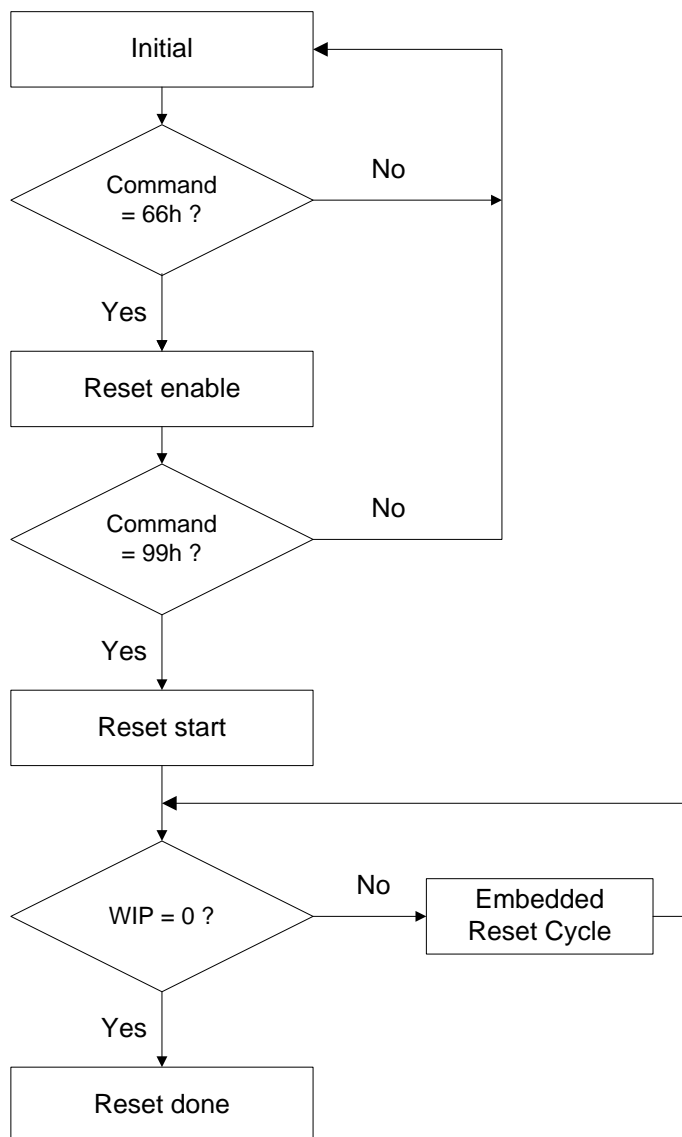 Initial
Command
= 66h ?
No
Yes
Reset enable
Command
= 99h ?
No
Yes
Reset start
WIP = 0 ?
No
Embedded
Reset Cycle
Yes
Reset done